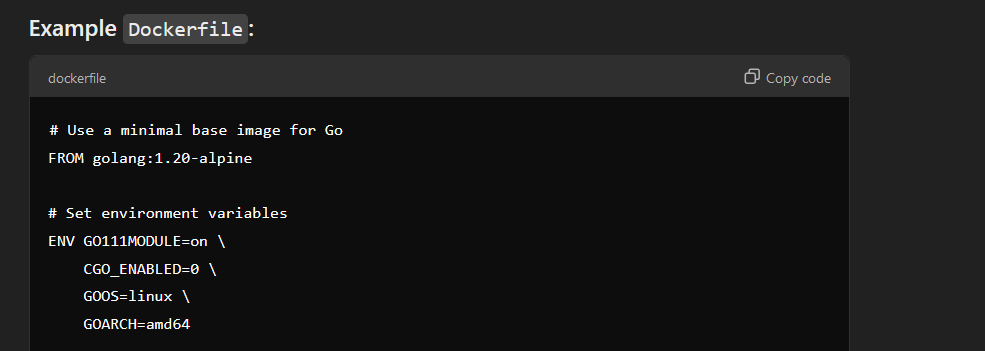 Example Dockerfile:
dockerfile
Copy code
# Use a minimal base image for Go
FROM golang:1.20-alpine
# Set environment variables
ENV GO111MODULE=on \
    CGO_ENABLED=0 \
    GOOS=linux \
    GOARCH=amd64